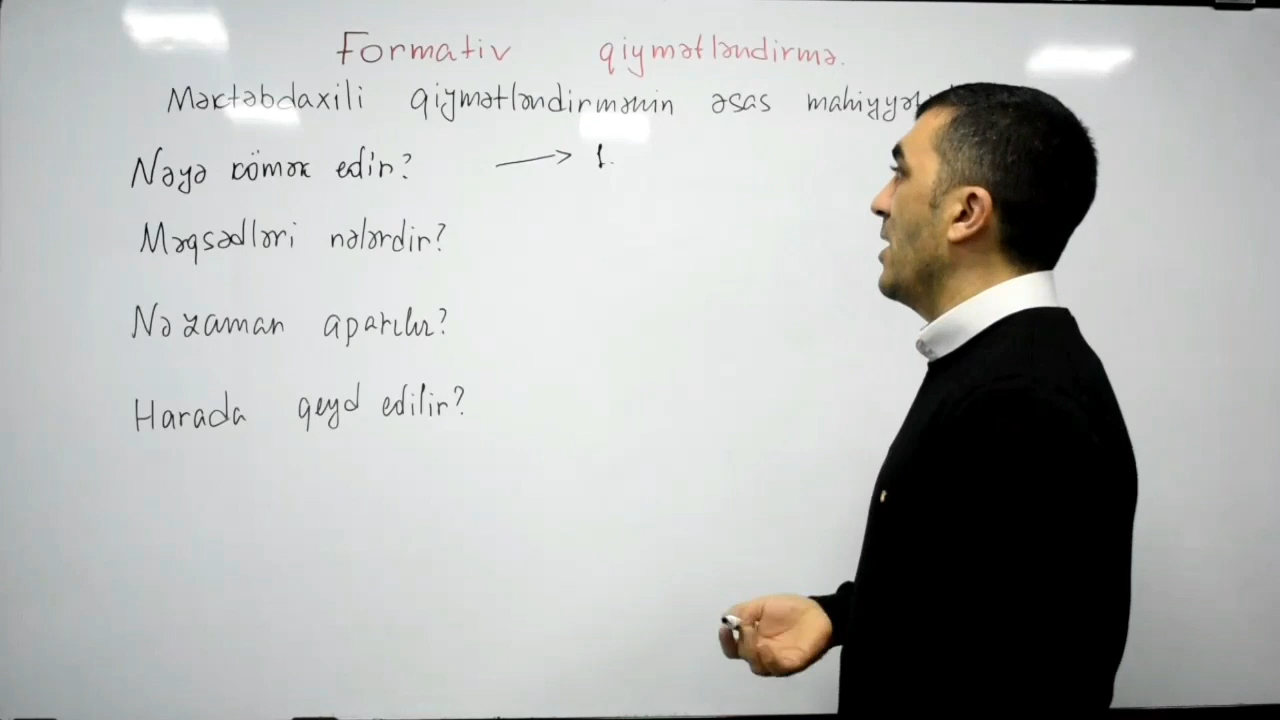 Formativ qiymətləndirmə.
Məktəbdaxili qiymətləndirmənin əsas
Nəyə kömək edir? → 1.
Məqsədləri nələrdir?
Nə zaman aparılır?
Harada qeyd edilir?